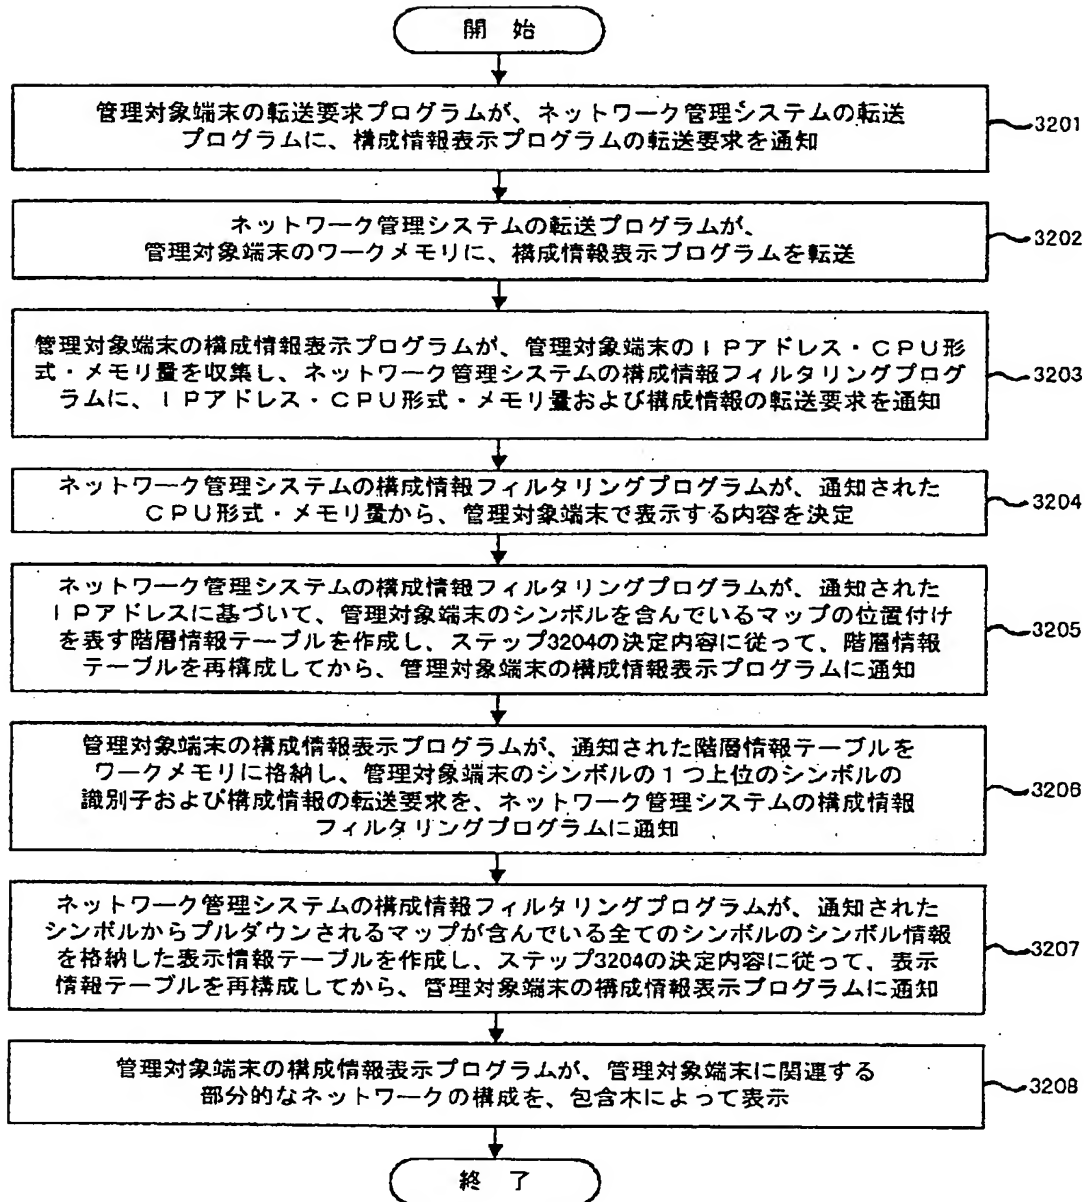 開 始
管理対象端末の転送要求プログラムが、ネットワーク管理システムの転送
プログラムに、構成情報表示プログラムの転送要求を通知
3201
ネットワーク管理システムの転送プログラムが、
管理対象端末のワークメモリに、構成情報表示プログラムを転送
3202
管理対象端末の構成情報表示プログラムが、管理対象端末のIPアドレス・CPU形
式・メモリ量を収集し、ネットワーク管理システムの構成情報フィルタリングプログ
ラムに、IPアドレス・CPU形式・メモリ量および構成情報の転送要求を通知
3203
ネットワーク管理システムの構成情報フィルタリングプログラムが、通知された
CPU形式・メモリ量から、管理対象端末で表示する内容を決定
3204
ネットワーク管理システムの構成情報フィルタリングプログラムが、通知された
IPアドレスに基づいて、管理対象端末のシンボルを含んでいるマップの位置付け
を表す階層情報テーブルを作成し、ステップ3204の決定内容に従って、階層情報
テーブルを再構成してから、管理対象端末の構成情報表示プログラムに通知
3205
管理対象端末の構成情報表示プログラムが、通知された階層情報テーブルを
ワークメモリに格納し、管理対象端末のシンボルの1つ上位のシンボルの
識別子および構成情報の転送要求を、ネットワーク管理システムの構成情報
フィルタリングプログラムに通知
3206
ネットワーク管理システムの構成情報フィルタリングプログラムが、通知された
シンボルからプルダウンされるマップが含んでいる全てのシンボルのシンボル情報
を格納した表示情報テーブルを作成し、ステップ3204の決定内容に従って、表示
情報テーブルを再構成してから、管理対象端末の構成情報表示プログラムに通知
3207
管理対象端末の構成情報表示プログラムが、管理対象端末に関連する
部分的なネットワークの構成を、包含木によって表示
3208
終 了